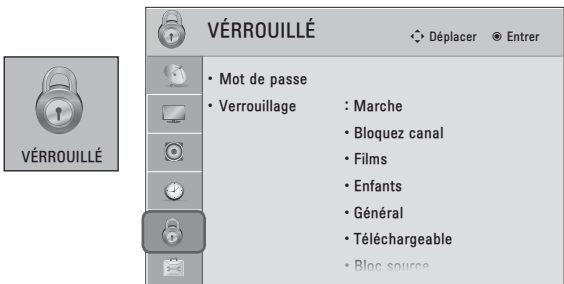 VÉRROUILLÉ
VÉRROUILLÉ Déplacer Entrer
• Mot de passe
• Verrouillage : Marche
• Bloquez canal
• Films
• Enfants
• Général
• Téléchargeable
• Bloc source